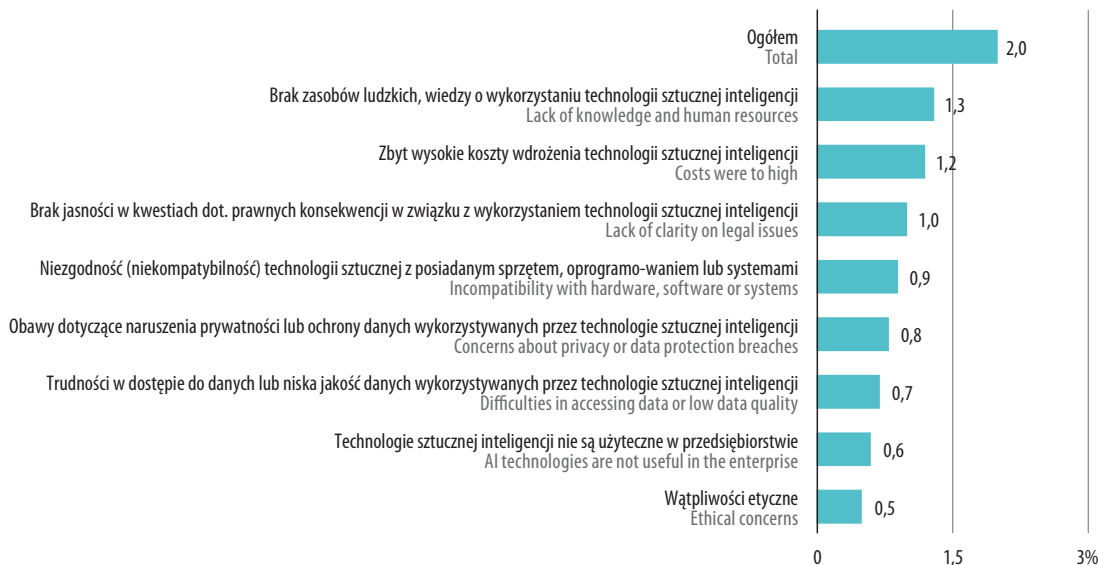 Ogółem
Total
2,0
Brak zasobów ludzkich, wiedzy o wykorzystaniu technologii sztucznej inteligencji
Lack of knowledge and human resources
1,3
Zbyt wysokie koszty wdrożenia technologii sztucznej inteligencji
Costs were to high
1,2
Brak jasności w kwestiach dot. prawnych konsekwencji w związku z wykorzystaniem technologii sztucznej inteligencji
Lack of clarity on legal issues
1,0
Niezgodność (niekompatybilność) technologii sztucznej z posiadanym sprzętem, oprogramo-waniem lub systemami
Incompatibility with hardware, software or systems
0,9
Obawy dotyczące naruszenia prywatności lub ochrony danych wykorzystywanych przez technologie sztucznej inteligencji
Concerns about privacy or data protection breaches
0,8
Trudności w dostępie do danych lub niska jakość danych wykorzystywanych przez technologie sztucznej inteligencji
Difficulties in accessing data or low data quality
0,7
Technologie sztucznej inteligencji nie są użyteczne w przedsiębiorstwie
AI technologies are not useful in the enterprise
0,6
Wątpliwości etyczne
Ethical concerns
0,5
0 1,5 3%